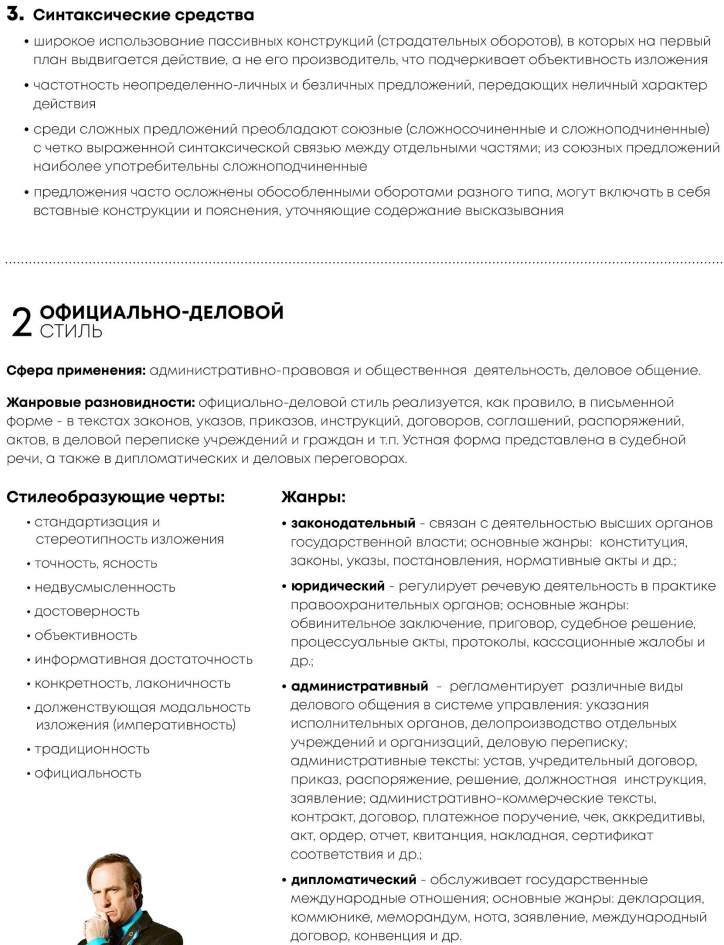 3. Синтаксические средства
• широкое использование пассивных конструкций (страдательных оборотов), в которых на первый
план выдвигается действие, а не его производитель, что подчеркивает объективность изложения
• частотность неопределенно-личных и безличных предложений, передающих неличный характер
действия
• среди сложных предложений преобладают союзные (сложносочиненные и сложноподчиненные)
с четко выраженной синтаксической связью между отдельными частями; из союзных предложений
наиболее употребительны сложноподчиненные
• предложения часто осложнены обособленными оборотами разного типа, могут включать в себя
вставные конструкции и пояснения, уточняющие содержание высказывания
2 ОФИЦИАЛЬНО-ДЕЛОВОЙ
СТИЛЬ
Сфера применения: административно-правовая и общественная деятельность, деловое общение.
Жанровые разновидности: официально-деловой стиль реализуется, как правило, в письменной
форме - в текстах законов, указов, приказов, инструкций, договоров, соглашений, распоряжений,
актов, в деловой переписке учреждений и граждан и т.п. Устная форма представлена в судебной
речи, а также в дипломатических и деловых переговорах.
Стилеобразующие черты:
• стандартизация и
стереотипность изложения
• точность, ясность
• недвусмысленность
• достоверность
• объективность
• информативная достаточность
• конкретность, лаконичность
• долженствующая модальность
изложения (императивность)
• традиционность
• официальность
Жанры:
• законодательный - связан с деятельностью высших органов
государственной власти; основные жанры: конституция,
законы, указы, постановления, нормативные акты и др.;
• юридический - регулирует речевую деятельность в практике
правоохранительных органов; основные жанры:
обвинительное заключение, приговор, судебное решение,
процессуальные акты, протоколы, кассационные жалобы и
др.;
• административный - регламентирует различные виды
делового общения в системе управления: указания
исполнительных органов, делопроизводство отдельных
учреждений и организаций, деловую переписку;
административные тексты: устав, учредительный договор,
приказ, распоряжение, решение, должностная инструкция,
заявление; административно-коммерческие тексты,
контракт, договор, платежное поручение, чек, аккредитивы,
акт, ордер, отчет, квитанция, накладная, сертификат
соответствия и др.;
• дипломатический - обслуживает государственные
международные отношения; основные жанры: декларация,
коммюнике, меморандум, нота, заявление, международный
договор, конвенция и др.